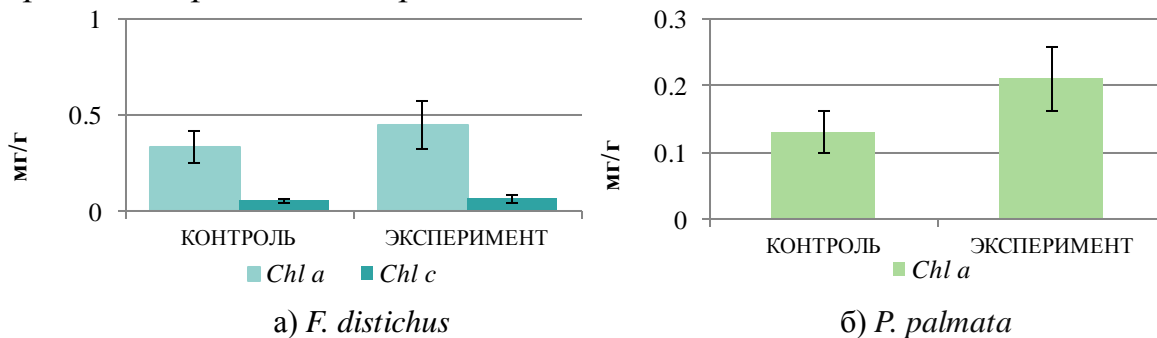 1
0.5
0
мг/г
КОНТРОЛЬ
ЭКСПЕРИМЕНТ
Chl a
Chl c
а) F. distichus
0.3
0.2
0.1
0
мг/г
КОНТРОЛЬ
ЭКСПЕРИМЕНТ
Chl a
б) P. palmata